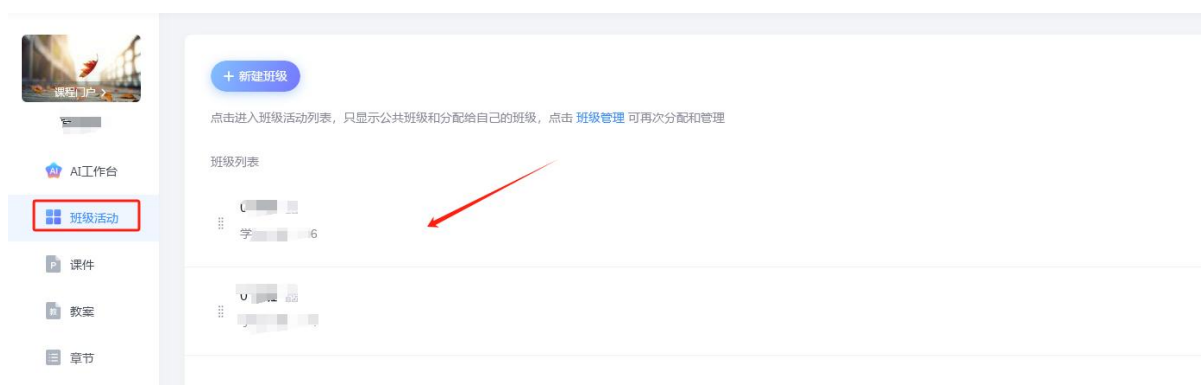 课程门户 >
AI工作台
班级活动
课件
教案
章节
+ 新建班级
点击进入班级活动列表，只显示公共班级和分配给自己的班级，点击 班级管理 可再次分配和管理
班级列表
学 6